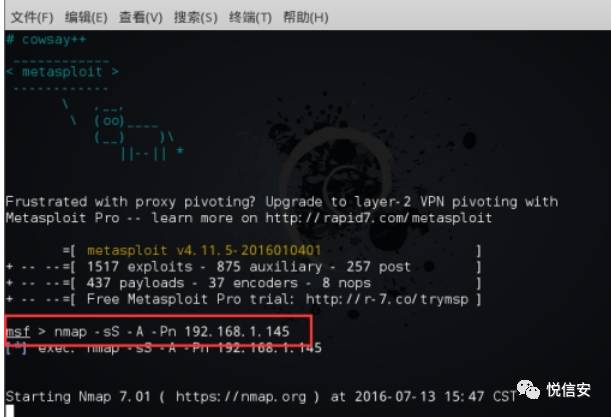 文件(F) 编辑(E) 查看(V) 搜索(S) 终端(T) 帮助(H)
# cowsay++
 ____________
< metasploit >
 ------------
       \   ,__,
        \  (oo)____
           (__)    )\
              ||--|| *
Frustrated with proxy pivoting? Upgrade to layer-2 VPN pivoting with
Metasploit Pro -- learn more on http://rapid7.com/metasploit
       =[ metasploit v4.11.5-2016010401                   ]
+ -- --=[ 1517 exploits - 875 auxiliary - 257 post        ]
+ -- --=[ 437 payloads - 37 encoders - 8 nops             ]
+ -- --=[ Free Metasploit Pro trial: http://r-7.co/trymsp ]
msf > nmap -sS -A -Pn 192.168.1.145
[*] exec: nmap -sS -A -Pn 192.168.1.145
Starting Nmap 7.01 ( https://nmap.org ) at 2016-07-13 15:47 CST
悦信安